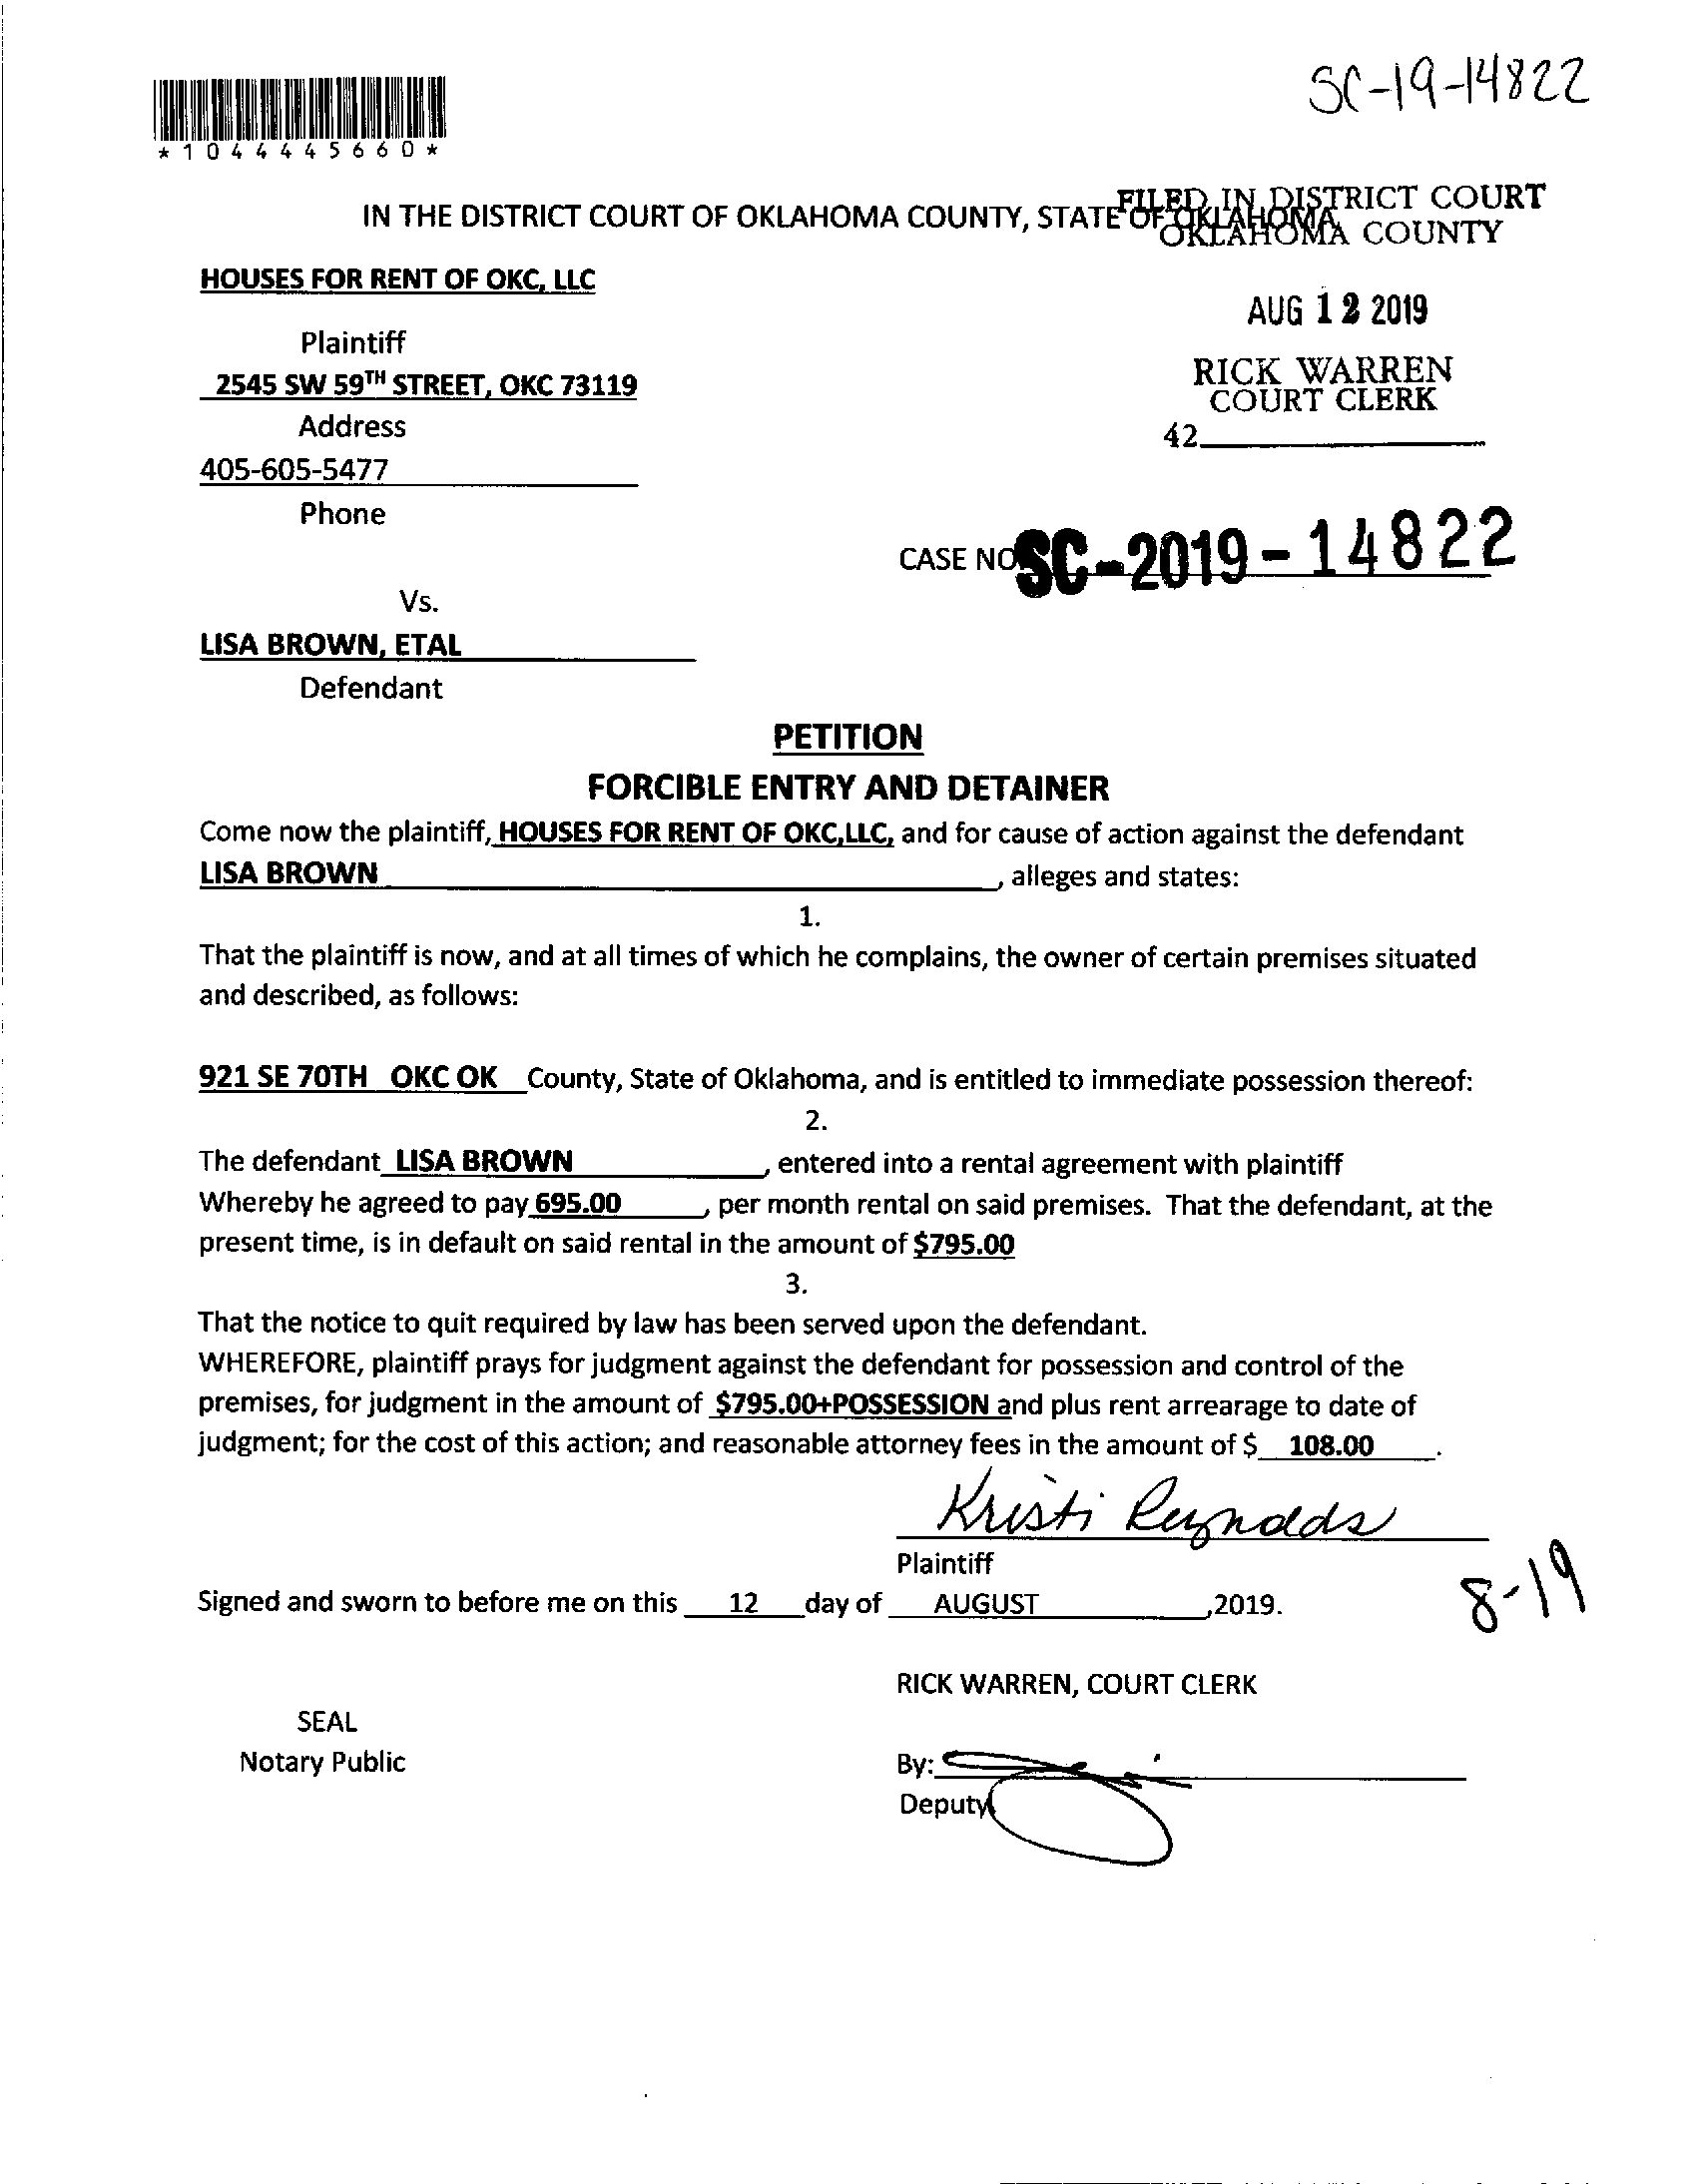 SC-19-14822
*1044445660*
IN THE DISTRICT COURT OF OKLAHOMA COUNTY, STATE OF OKLAHOMA
FILED IN DISTRICT COURT
OKLAHOMA COUNTY
HOUSES FOR RENT OF OKC, LLC
AUG 12 2019
Plaintiff
RICK WARREN
2545 SW 59TH STREET, OKC 73119
COURT CLERK
Address
42
405-605-5477
Phone
CASE NO SC-2019-14822
Vs.
LISA BROWN, ETAL
Defendant
PETITION
FORCIBLE ENTRY AND DETAINER
Come now the plaintiff, HOUSES FOR RENT OF OKC,LLC, and for cause of action against the defendant
LISA BROWN , alleges and states:
1.
That the plaintiff is now, and at all times of which he complains, the owner of certain premises situated
and described, as follows:
921 SE 70TH OKC OK County, State of Oklahoma, and is entitled to immediate possession thereof:
2.
The defendant LISA BROWN , entered into a rental agreement with plaintiff
Whereby he agreed to pay 695.00 , per month rental on said premises. That the defendant, at the
present time, is in default on said rental in the amount of $795.00
3.
That the notice to quit required by law has been served upon the defendant.
WHEREFORE, plaintiff prays for judgment against the defendant for possession and control of the
premises, for judgment in the amount of $795.00+POSSESSION and plus rent arrearage to date of
judgment; for the cost of this action; and reasonable attorney fees in the amount of $ 108.00 .
Kristi Reynolds
Plaintiff
8-19
Signed and sworn to before me on this 12 day of AUGUST ,2019.
RICK WARREN, COURT CLERK
SEAL
Notary Public
By:
Deputy